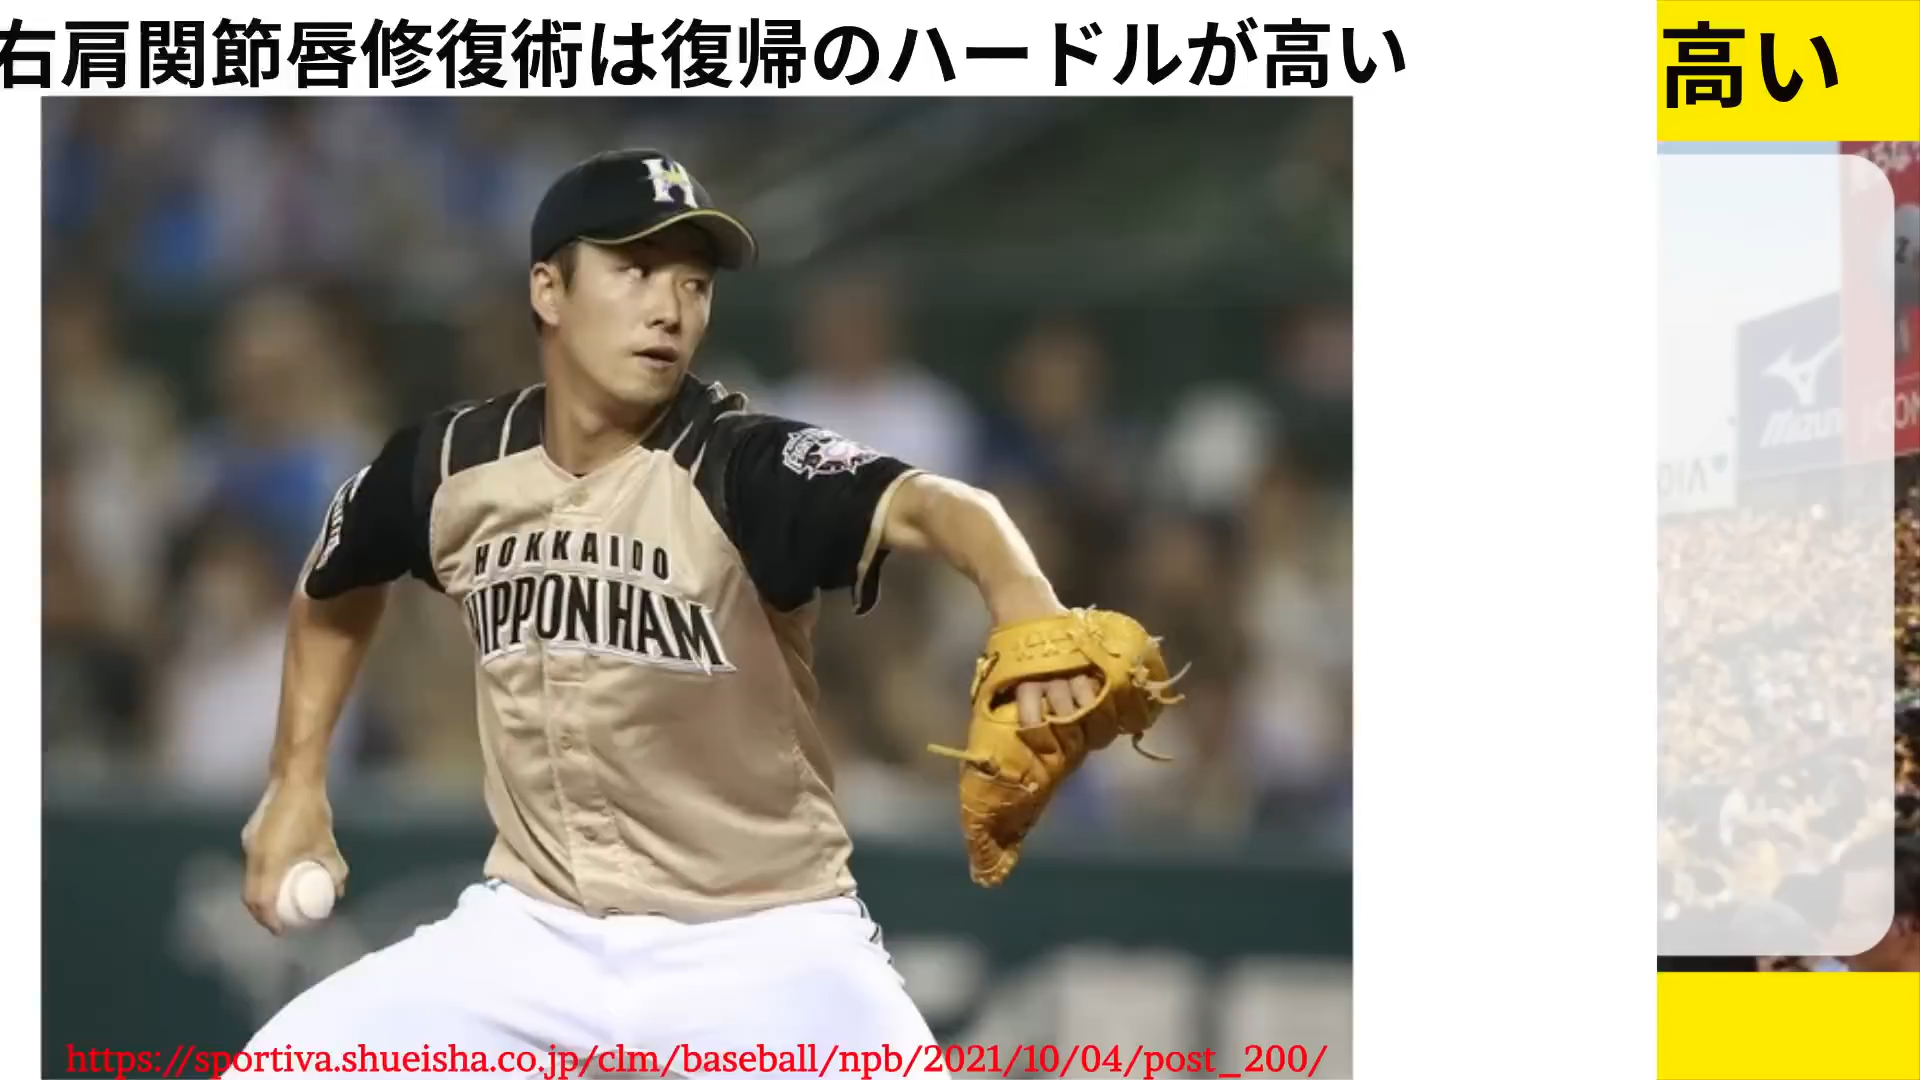 右肩関節唇修復術は復帰のハードルが高い
高い
HOKKAIDO
NIPPONHAM
MIZUNO
https://sportiva.shueisha.co.jp/clm/baseball/npb/2021/10/04/post_200/